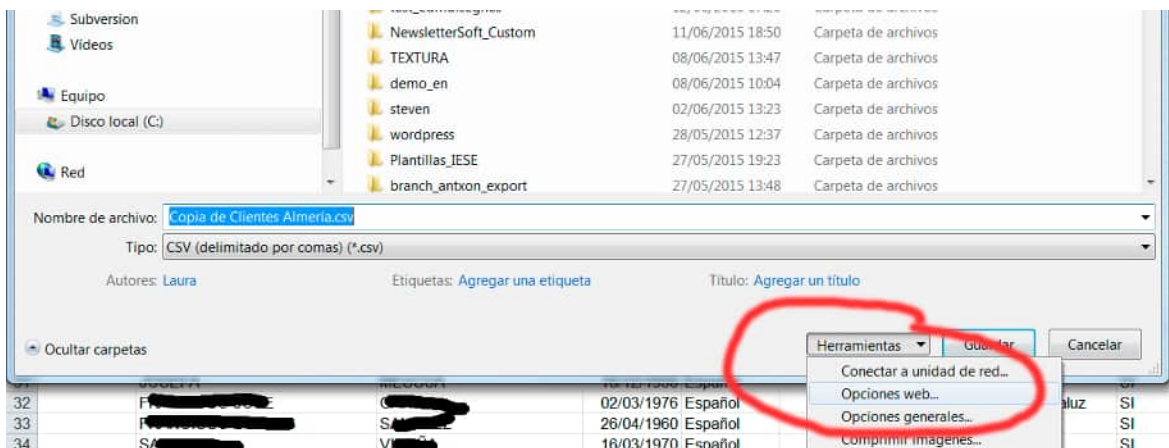 Subversion
Vídeos
Equipo
Disco local (C:)
Red
NewsletterSoft_Custom 11/06/2015 18:50 Carpeta de archivos
TEXTURA 08/06/2015 13:47 Carpeta de archivos
demo_en 08/06/2015 10:04 Carpeta de archivos
steven 02/06/2015 13:23 Carpeta de archivos
wordpress 28/05/2015 12:37 Carpeta de archivos
Plantillas_IESE 27/05/2015 19:23 Carpeta de archivos
branch_antxon_export 27/05/2015 13:48 Carpeta de archivos
Nombre de archivo: Copia de Clientes Almería.csv
Tipo: CSV (delimitado por comas) (*.csv)
Autores: Laura Etiquetas: Agregar una etiqueta Título: Agregar un título
Ocultar carpetas Herramientas Guardar Cancelar
Conectar a unidad de red...
Opciones web...
Opciones generales...
Comprimir imágenes...
32 02/03/1976 Español SI
33 26/04/1960 Español SI
34 16/03/1970 Español SI